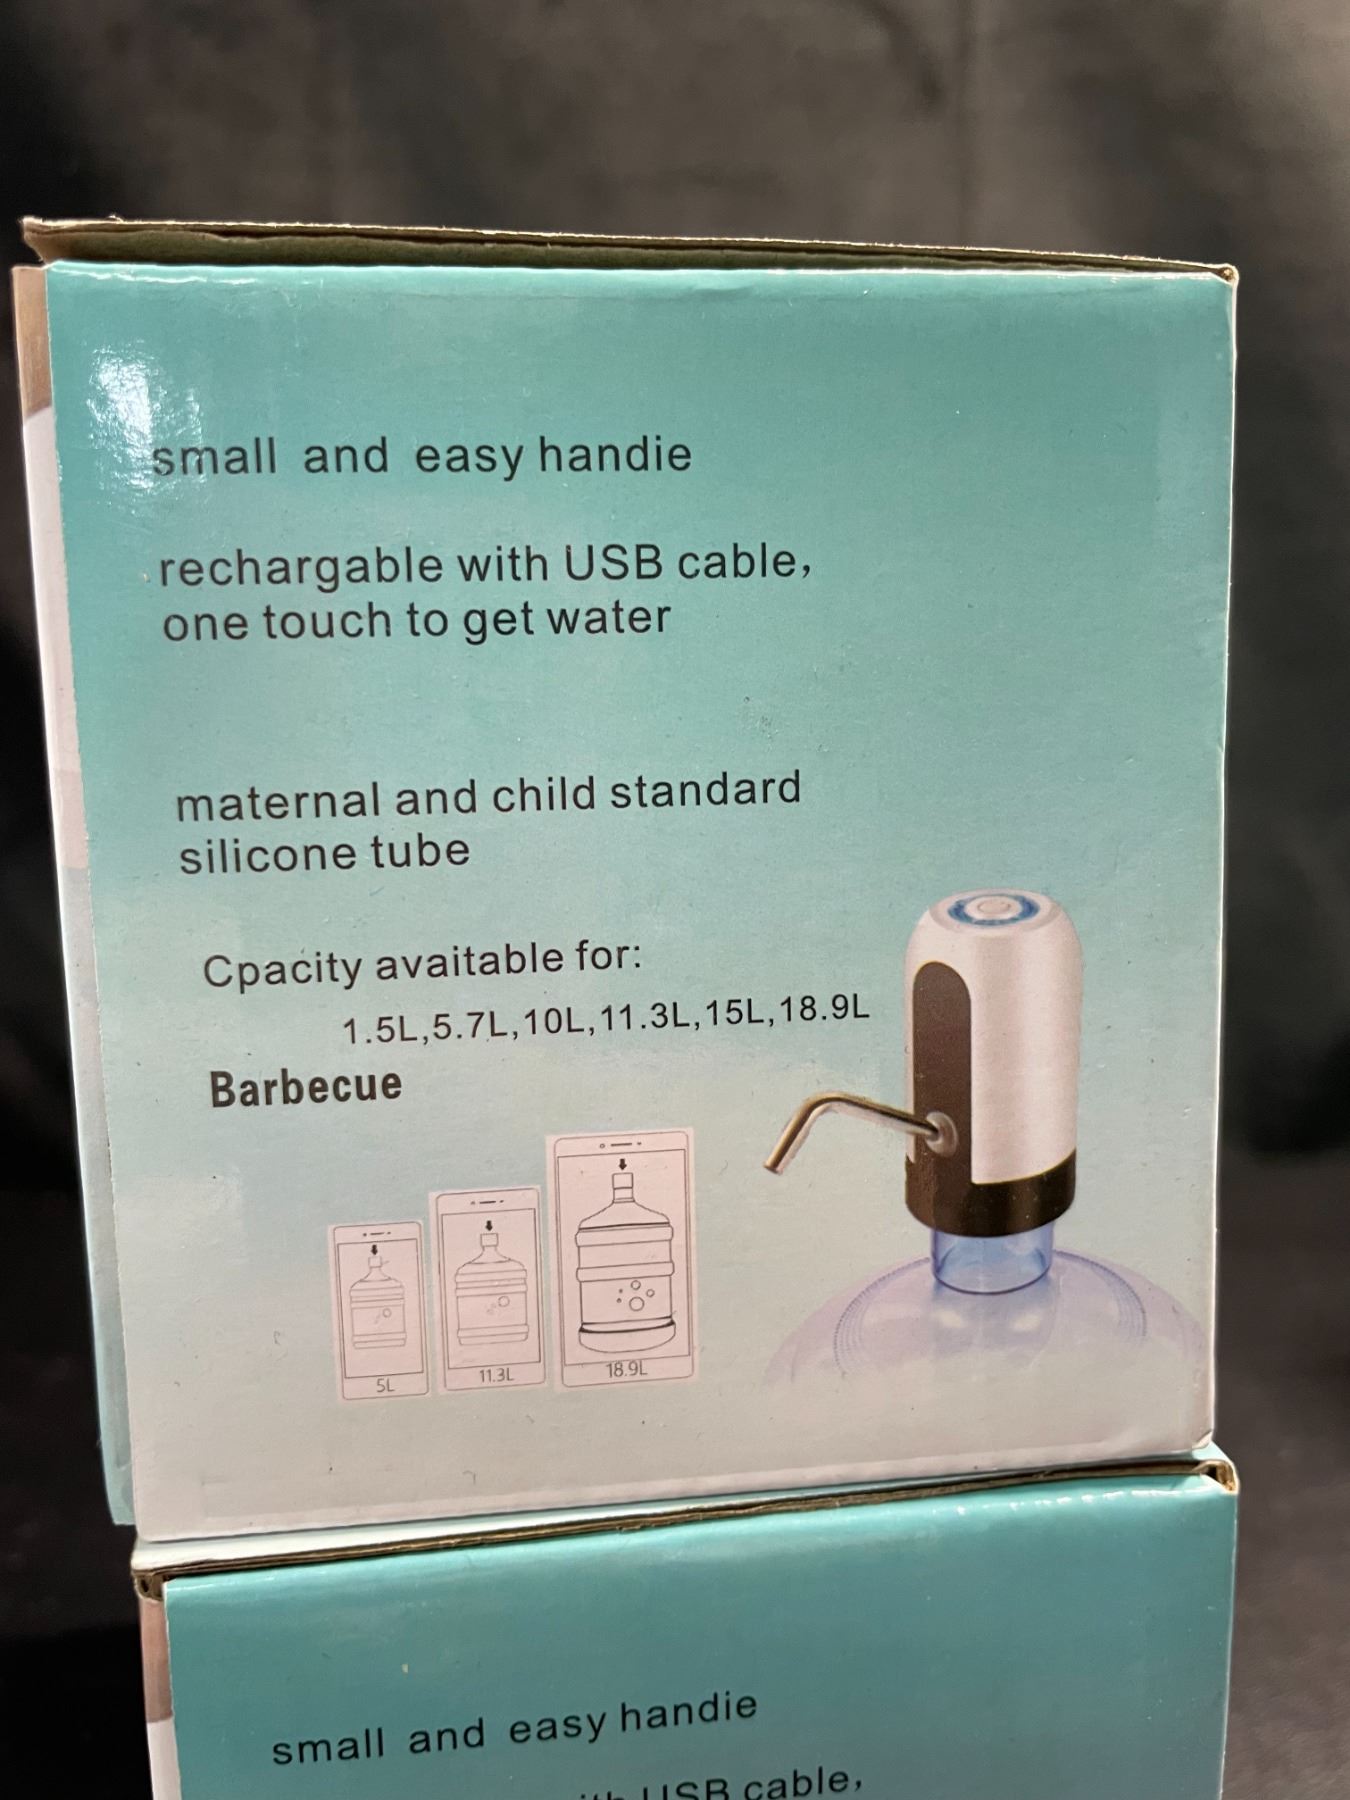 small and easy handie
rechargable with USB cable,
one touch to get water
maternal and child standard
silicone tube
Cpacity avaitable for:
1.5L,5.7L,10L,11.3L,15L,18.9L
Barbecue
5L
11.3L
18.9L
small and easy handie
USB cable,